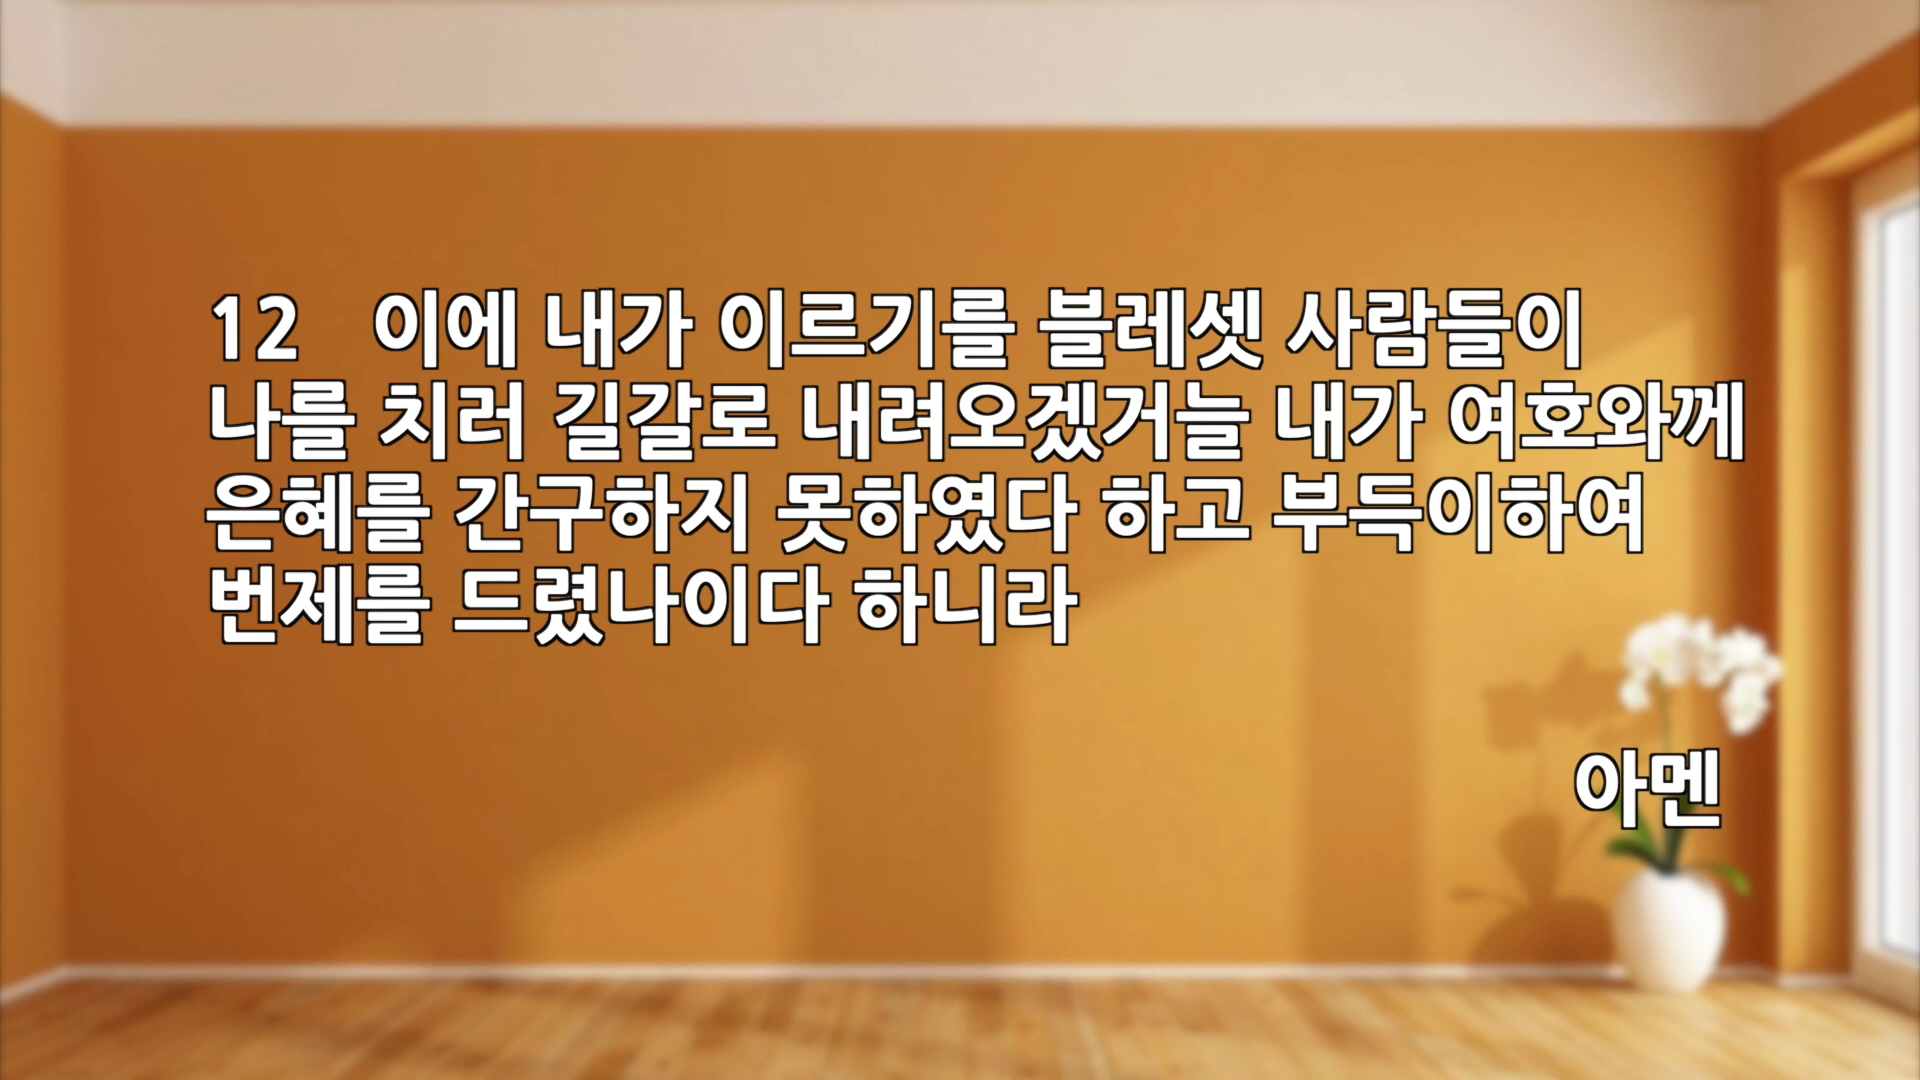 12 이에 내가 이르기를 블레셋 사람들이
나를 치러 길갈로 내려오겠거늘 내가 여호와께
은혜를 간구하지 못하였다 하고 부득이하여
번제를 드렸나이다 하니라
아멘